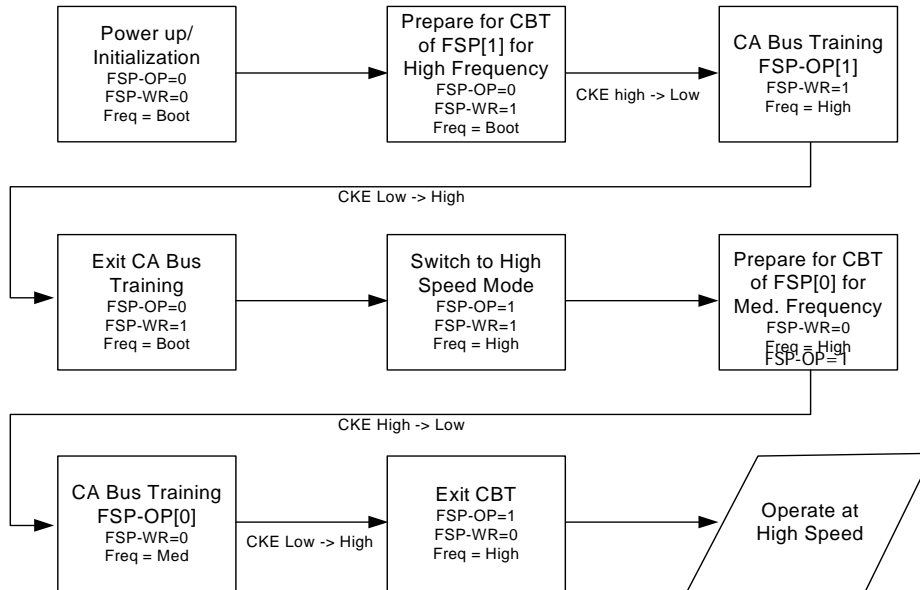 Power up/
Initialization
FSP-OP=0
FSP-WR=0
Freq = Boot
Prepare for CBT
of FSP[1] for
High Frequency
FSP-OP=0
FSP-WR=1
Freq = Boot
CKE high -> Low
CA Bus Training
FSP-OP[1]
FSP-WR=1
Freq = High
CKE Low -> High
Exit CA Bus
Training
FSP-OP=0
FSP-WR=1
Freq = Boot
Switch to High
Speed Mode
FSP-OP=1
FSP-WR=1
Freq = High
Prepare for CBT
of FSP[0] for
Med. Frequency
FSP-WR=0
Freq = High
FSP-OP=1
CKE High -> Low
CA Bus Training
FSP-OP[0]
FSP-WR=0
Freq = Med
CKE Low -> High
Exit CBT
FSP-OP=1
FSP-WR=0
Freq = High
Operate at
High Speed